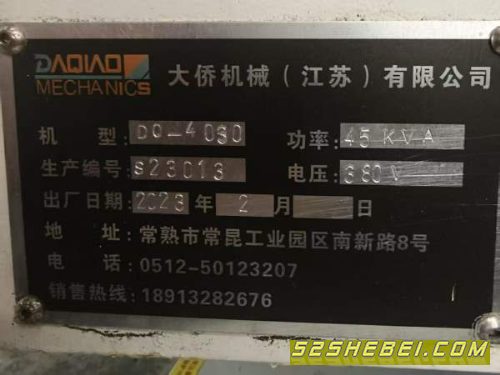 DAQIAO
MECHANICS
大侨机械（江苏）有限公司
机 型: DQ-4030 功率: 45 KVA
生产编号: S23013 电压: 380 V
出厂日期: 2023 年 2 月 日
地 址: 常熟市常昆工业园区南新路8号
电 话: 0512-50123207
销售热线: 18913282676
52SHEBEI.COM